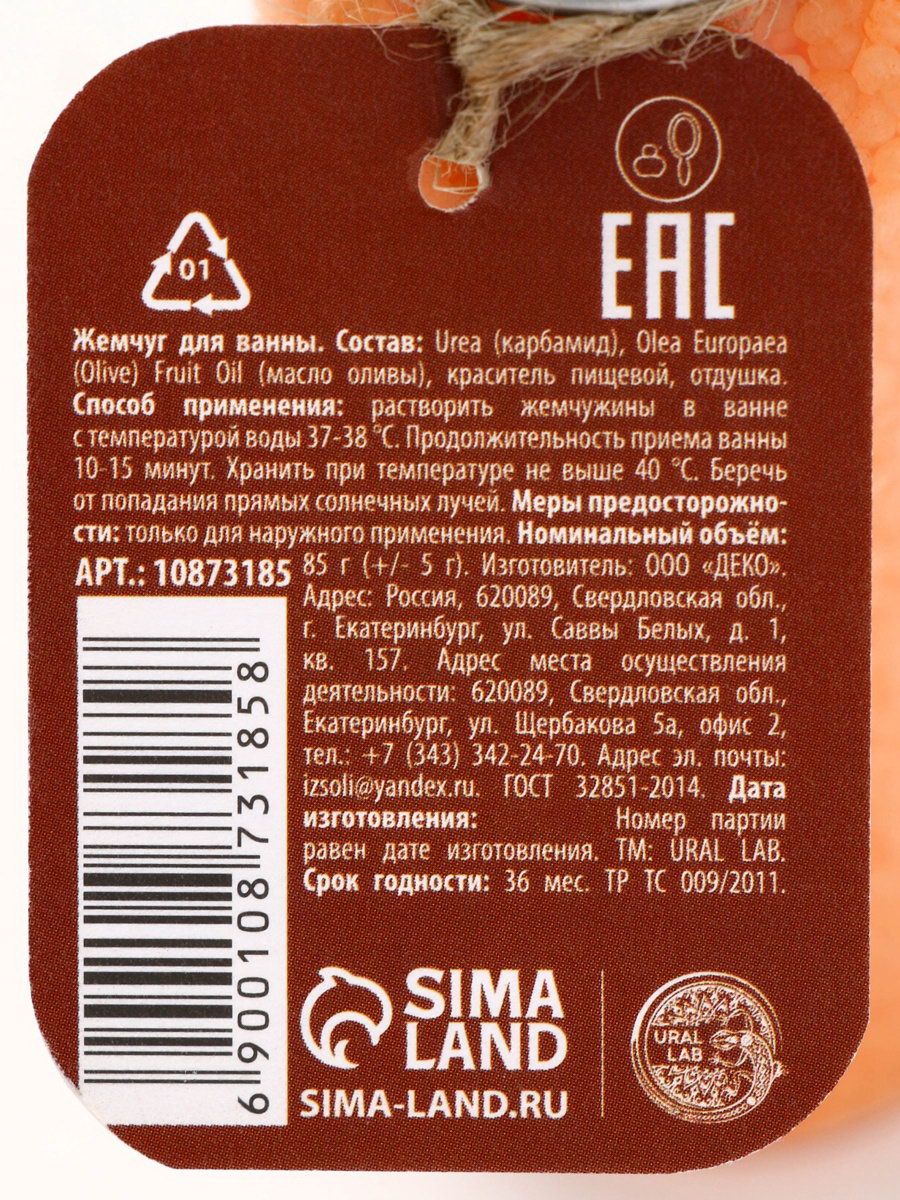 01
EAC
Жемчуг для ванны. Состав: Urea (карбамид), Olea Europaea
(Olive) Fruit Oil (масло оливы), краситель пищевой, отдушка.
Способ применения: растворить жемчужины в ванне
с температурой воды 37-38 °С. Продолжительность приема ванны
10-15 минут. Хранить при температуре не выше 40 °С. Беречь
от попадания прямых солнечных лучей. Меры предосторожно-
сти: только для наружного применения. Номинальный объём:
АРТ.: 10873185
85 г (+/- 5 г). Изготовитель: ООО «ДЕКО».
Адрес: Россия, 620089, Свердловская обл.,
г. Екатеринбург, ул. Саввы Белых, д. 1,
кв. 157. Адрес места осуществления
деятельности: 620089, Свердловская обл.,
Екатеринбург, ул. Щербакова 5а, офис 2,
тел.: +7 (343) 342-24-70. Адрес эл. почты:
izsoli@yandex.ru. ГОСТ 32851-2014. Дата
изготовления: Номер партии
равен дате изготовления. ТМ: URAL LAB.
Срок годности: 36 мес. ТР ТС 009/2011.
6 900108 731858
SIMA
LAND
SIMA-LAND.RU
URAL
LAB